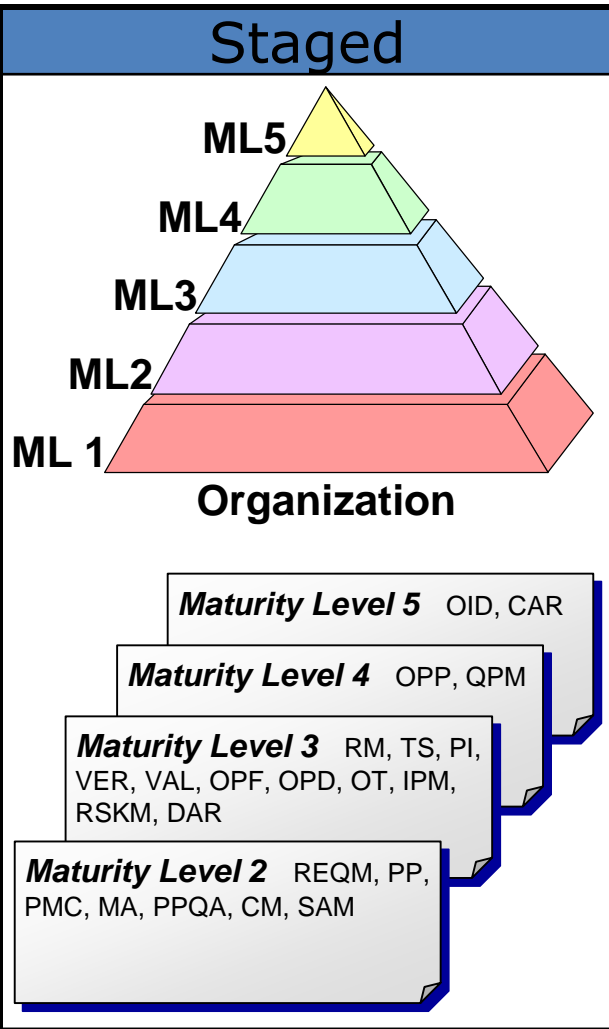 Staged
ML5
ML4
ML3
ML2
ML 1
Organization
Maturity Level 5 OID, CAR
Maturity Level 4 OPP, QPM
Maturity Level 3 RM, TS, PI,
VER, VAL, OPF, OPD, OT, IPM,
RSKM, DAR
Maturity Level 2 REQM, PP,
PMC, MA, PPQA, CM, SAM